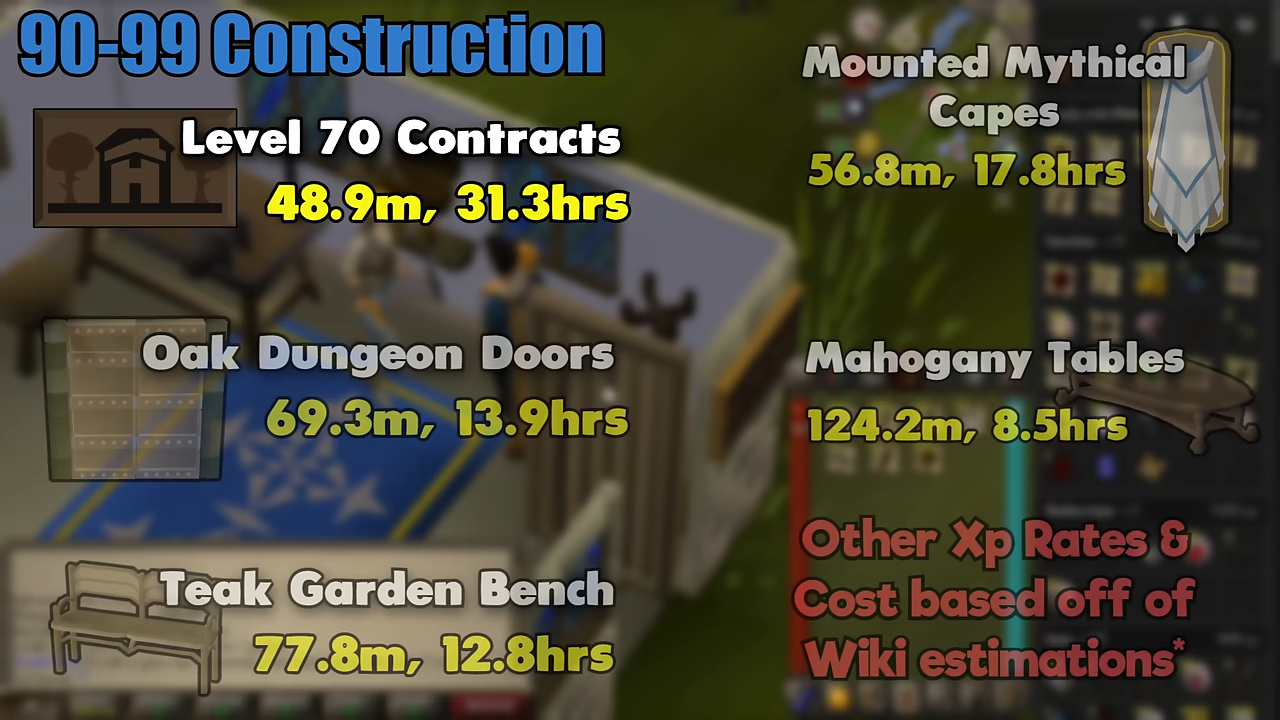 90-99 Construction
Level 70 Contracts
48.9m, 31.3hrs
Oak Dungeon Doors
69.3m, 13.9hrs
Teak Garden Bench
77.8m, 12.8hrs
Mounted Mythical
Capes
56.8m, 17.8hrs
Mahogany Tables
124.2m, 8.5hrs
Other Xp Rates &
Cost based off of
Wiki estimations*